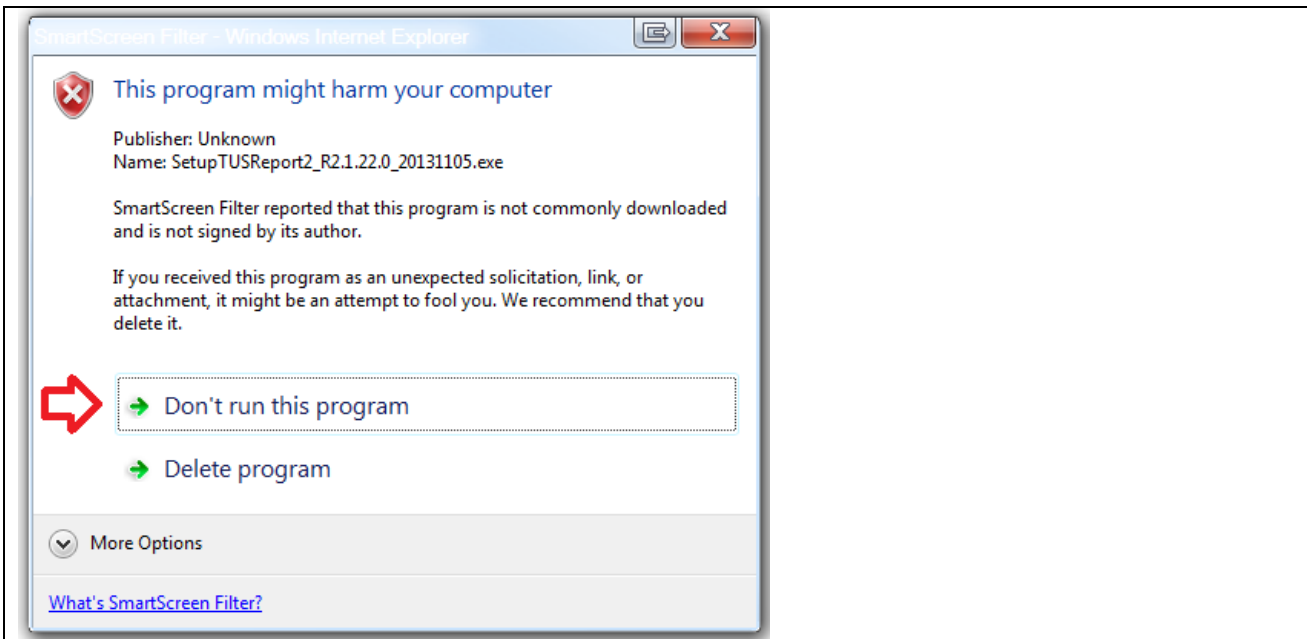 SmartScreen Filter - Windows Internet Explorer
This program might harm your computer
Publisher: Unknown
Name: SetupTUSReport2_R2.1.22.0_20131105.exe
SmartScreen Filter reported that this program is not commonly downloaded
and is not signed by its author.
If you received this program as an unexpected solicitation, link, or
attachment, it might be an attempt to fool you. We recommend that you
delete it.
Don't run this program
Delete program
More Options
What's SmartScreen Filter?